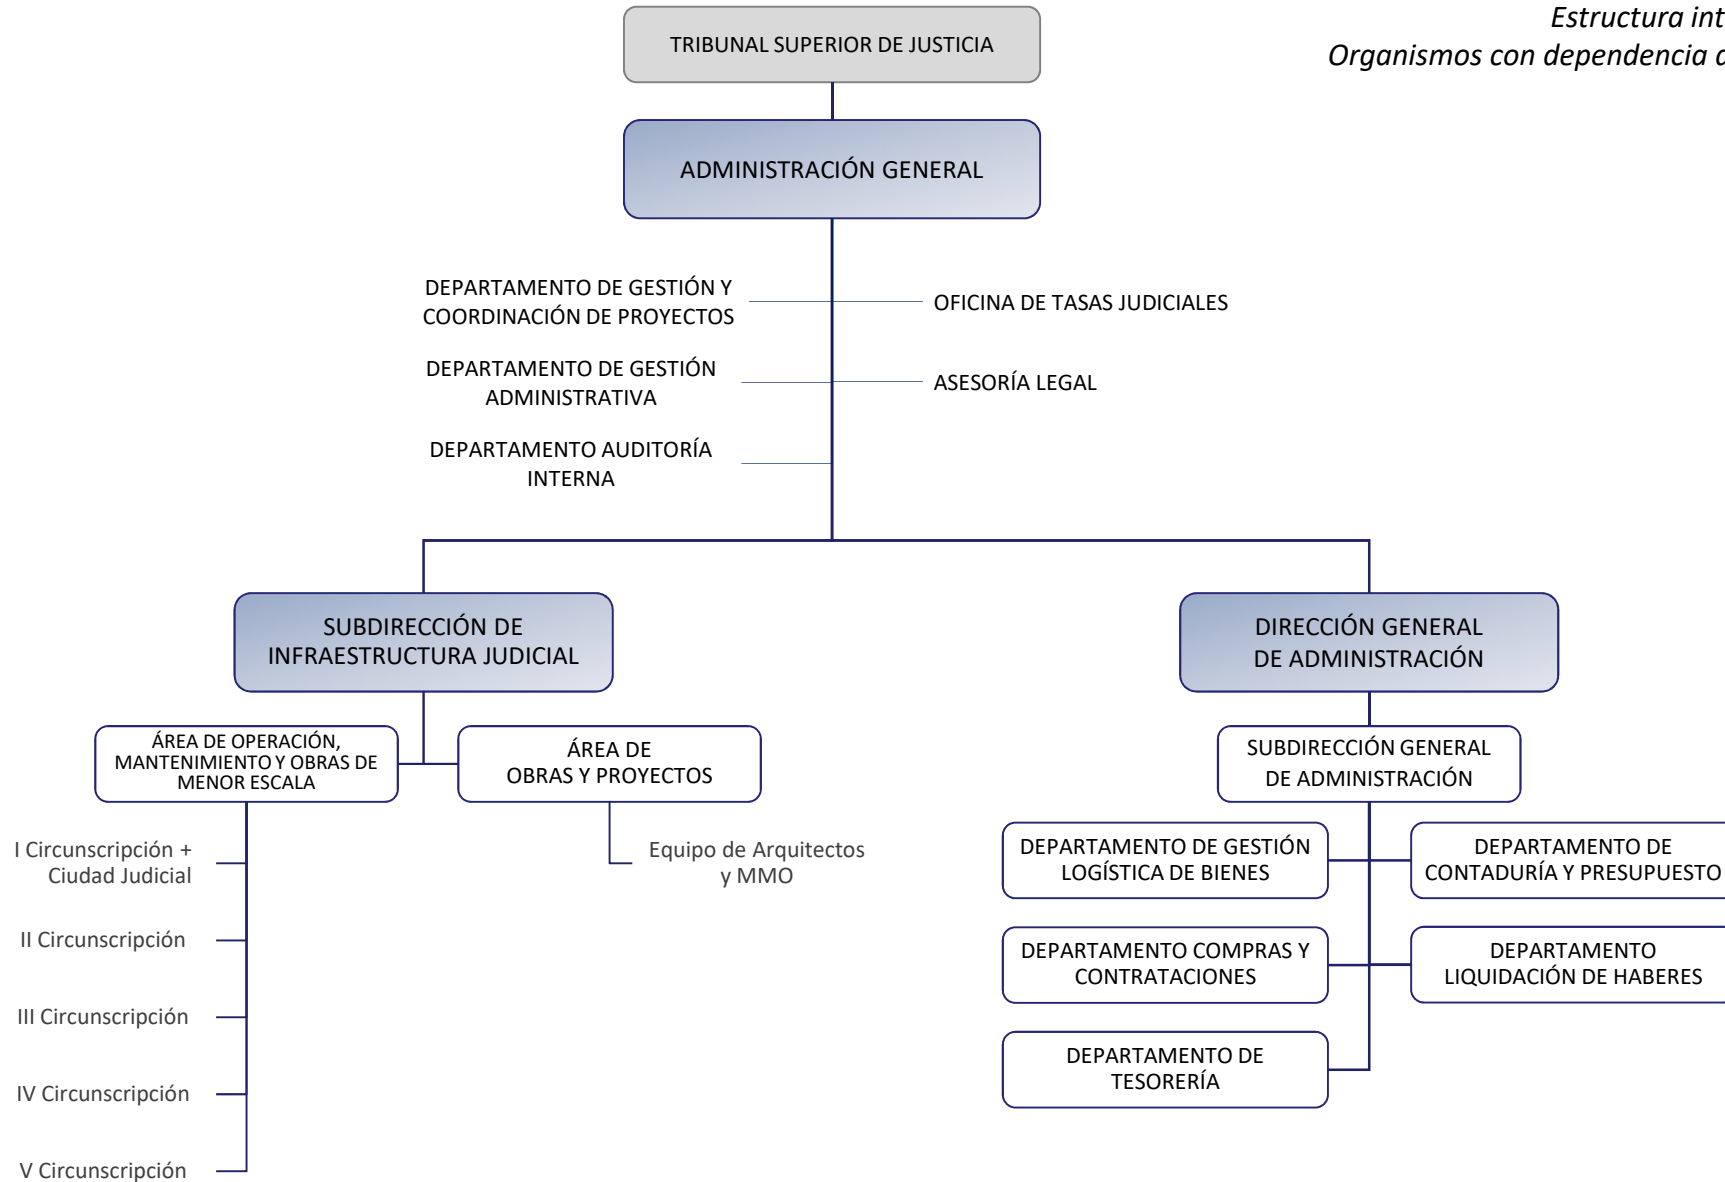 Estructura int
Organismos con dependencia
TRIBUNAL SUPERIOR DE JUSTICIA
ADMINISTRACIÓN GENERAL
DEPARTAMENTO DE GESTIÓN Y
COORDINACIÓN DE PROYECTOS
OFICINA DE TASAS JUDICIALES
DEPARTAMENTO DE GESTIÓN
ADMINISTRATIVA
ASESORÍA LEGAL
DEPARTAMENTO AUDITORÍA
INTERNA
SUBDIRECCIÓN DE
INFRAESTRUCTURA JUDICIAL
DIRECCIÓN GENERAL
DE ADMINISTRACIÓN
ÁREA DE OPERACIÓN,
MANTENIMIENTO Y OBRAS DE
MENOR ESCALA
ÁREA DE
OBRAS Y PROYECTOS
SUBDIRECCIÓN GENERAL
DE ADMINISTRACIÓN
I Circunscripción +
Ciudad Judicial
II Circunscripción
III Circunscripción
IV Circunscripción
V Circunscripción
Equipo de Arquitectos
y MMO
DEPARTAMENTO DE GESTIÓN
LOGÍSTICA DE BIENES
DEPARTAMENTO DE
CONTADURÍA Y PRESUPUESTO
DEPARTAMENTO COMPRAS Y
CONTRATACIONES
DEPARTAMENTO
LIQUIDACIÓN DE HABERES
DEPARTAMENTO DE
TESORERÍA